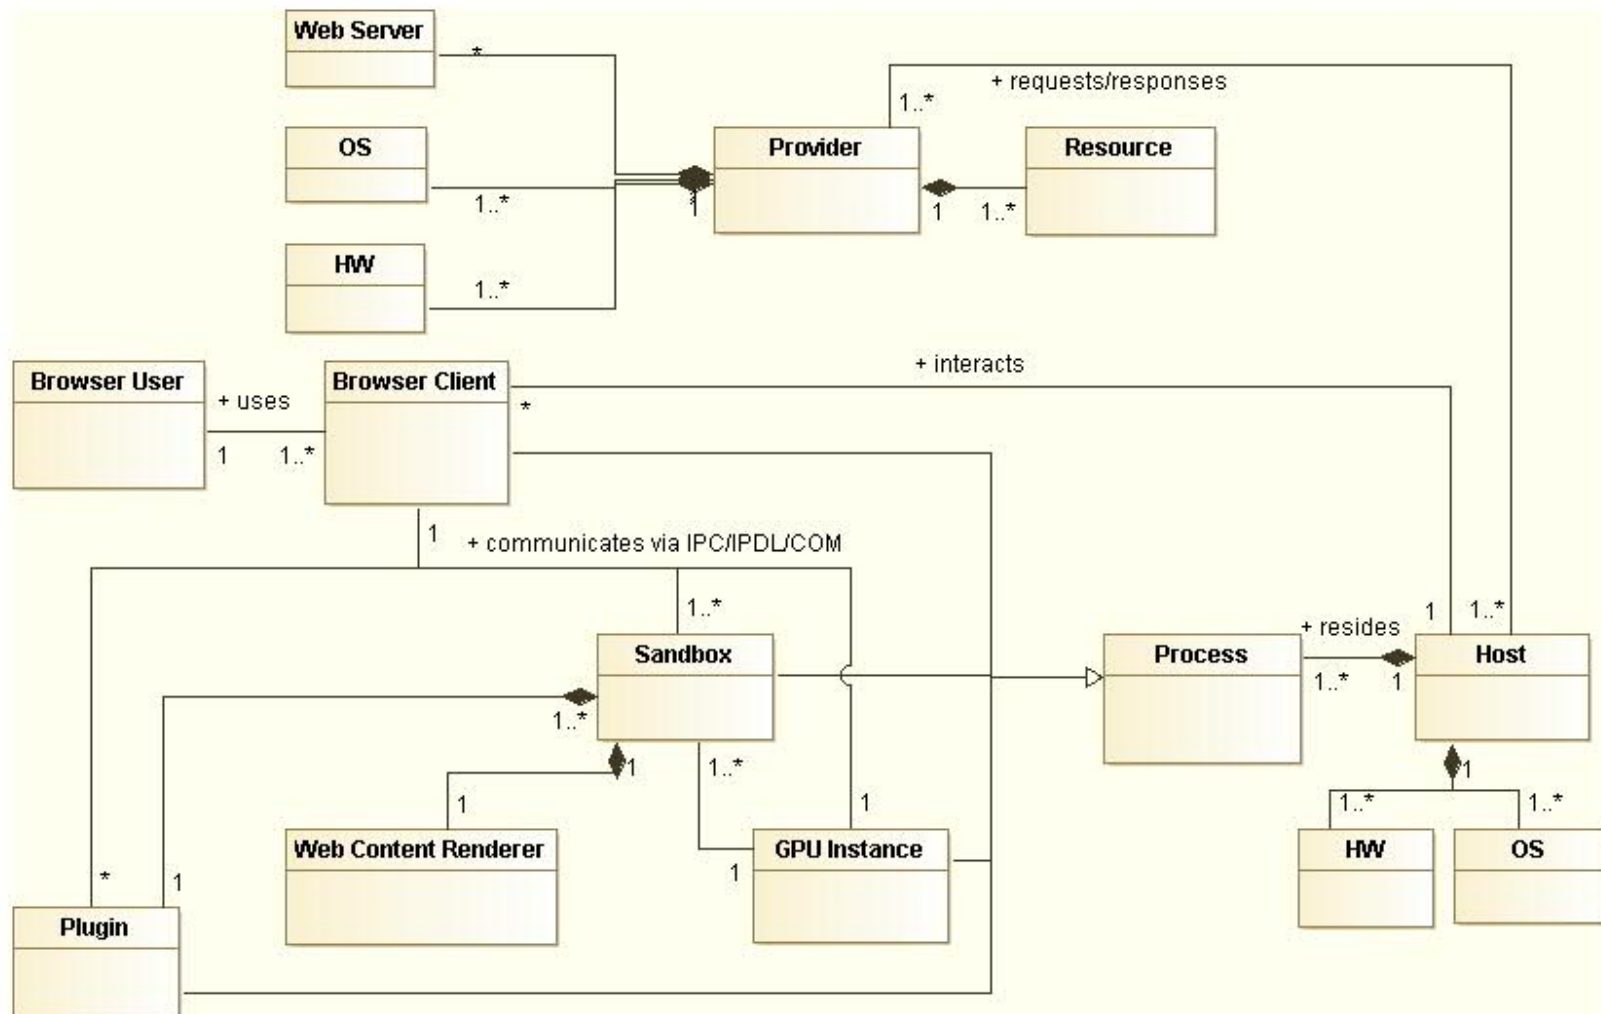 Web Server
*
+ requests/responses
1..*
OS
Provider
Resource
1..*
1
1
1..*
HW
1..*
+ interacts
Browser User
Browser Client
+ uses
*
1
1..*
1
+ communicates via IPC/IPDL/COM
1..*
1
1..*
+ resides
Sandbox
Process
Host
1..*
1
1..*
1..*
1
1
1
1
1..*
1..*
Web Content Renderer
GPU Instance
HW
OS
*
1
1
Plugin